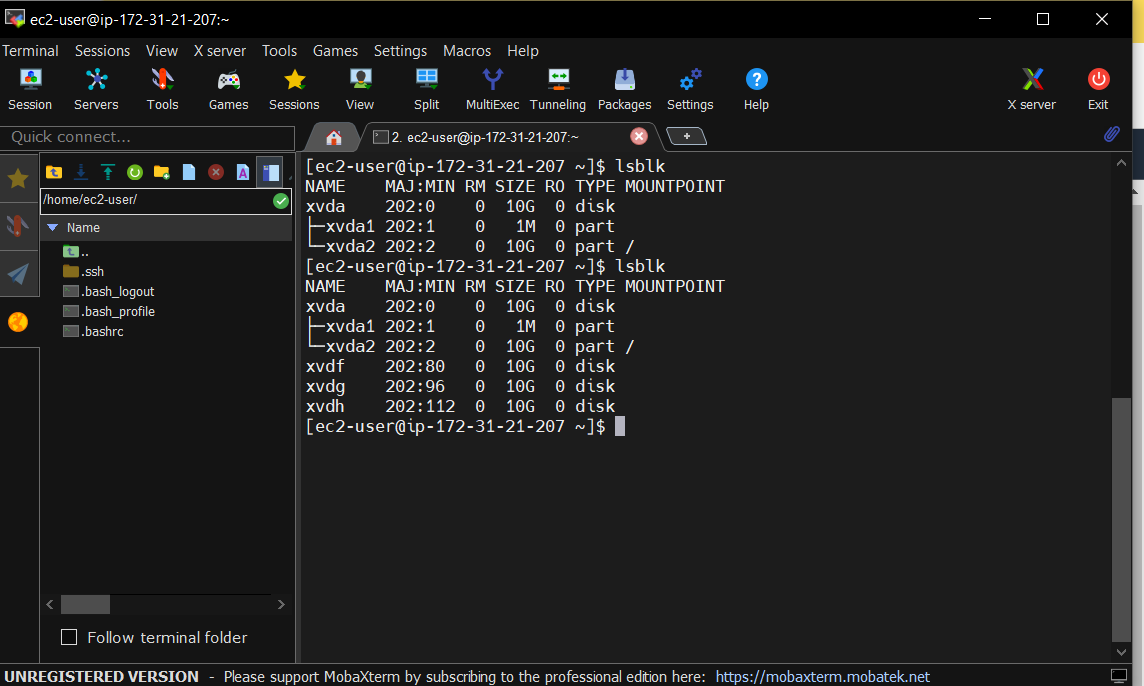 ec2-user@ip-172-31-21-207:~
Terminal Sessions View X server Tools Games Settings Macros Help
Session Servers Tools Games Sessions View Split MultiExec Tunneling Packages Settings Help X server Exit
Quick connect...
2. ec2-user@ip-172-31-21-207:~
/home/ec2-user/
Name
..
.ssh
.bash_logout
.bash_profile
.bashrc
Follow terminal folder
[ec2-user@ip-172-31-21-207 ~]$ lsblk
NAME    MAJ:MIN RM SIZE RO TYPE MOUNTPOINT
xvda    202:0    0  10G  0 disk
├─xvda1 202:1    0   1M  0 part
└─xvda2 202:2    0  10G  0 part /
[ec2-user@ip-172-31-21-207 ~]$ lsblk
NAME    MAJ:MIN RM SIZE RO TYPE MOUNTPOINT
xvda    202:0    0  10G  0 disk
├─xvda1 202:1    0   1M  0 part
└─xvda2 202:2    0  10G  0 part /
xvdf    202:80   0  10G  0 disk
xvdg    202:96   0  10G  0 disk
xvdh    202:112  0  10G  0 disk
[ec2-user@ip-172-31-21-207 ~]$
UNREGISTERED VERSION - Please support MobaXterm by subscribing to the professional edition here: https://mobaxterm.mobatek.net